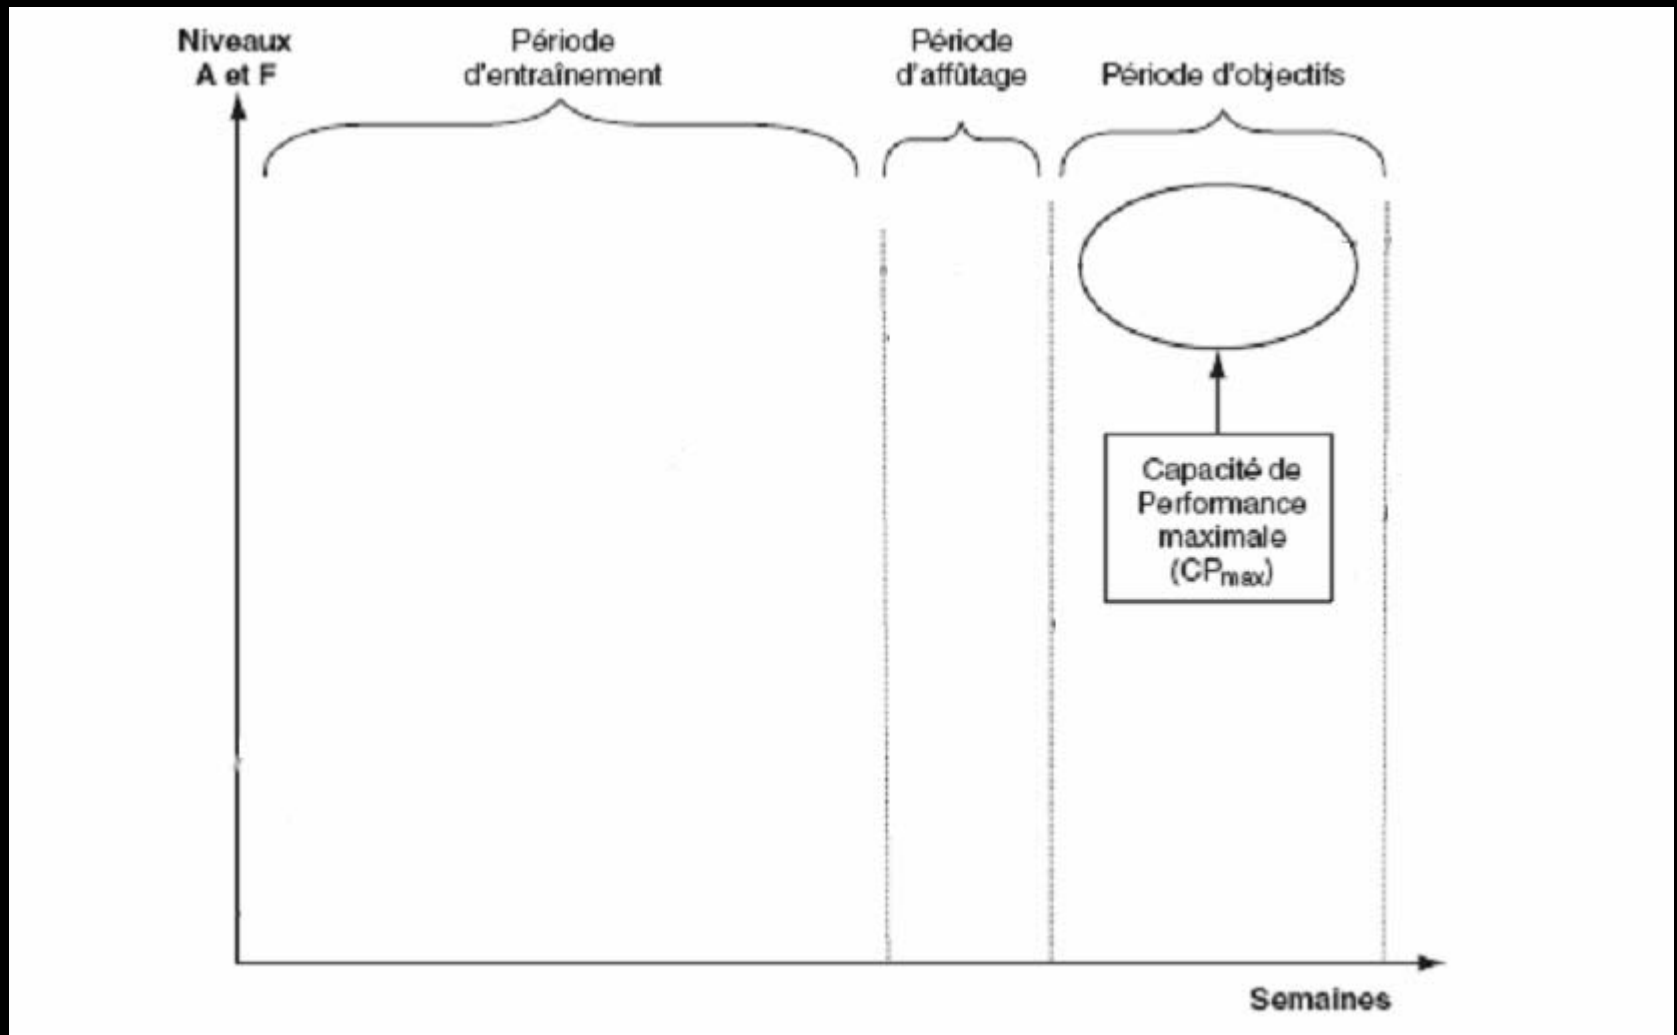 Niveaux
A et F
Période
d'entraînement
Période
d'affûtage
Période d'objectifs
Capacité de
Performance
maximale
(CPmax)
Semaines